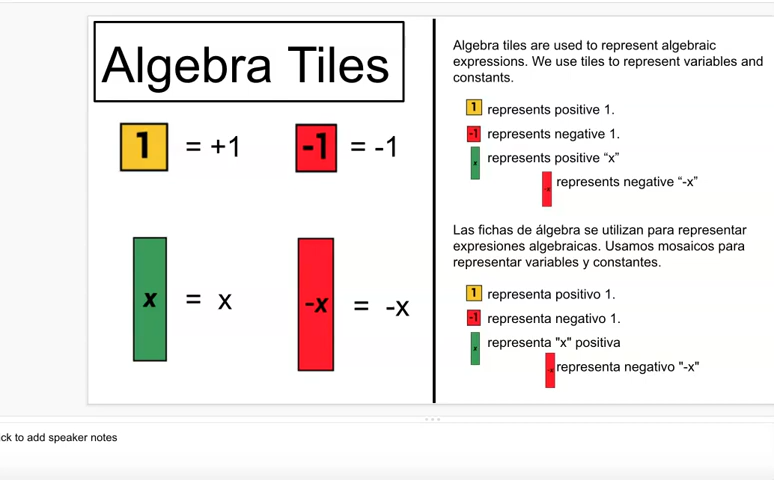 Algebra Tiles
1 = +1
-1 = -1
x = x
-x = -x
Algebra tiles are used to represent algebraic
expressions. We use tiles to represent variables and
constants.
1 represents positive 1.
-1 represents negative 1.
x represents positive “x”
-x represents negative “-x”
Las fichas de álgebra se utilizan para representar
expresiones algebraicas. Usamos mosaicos para
representar variables y constantes.
1 representa positivo 1.
-1 representa negativo 1.
x representa "x" positiva
-x representa negativo "-x"
ck to add speaker notes